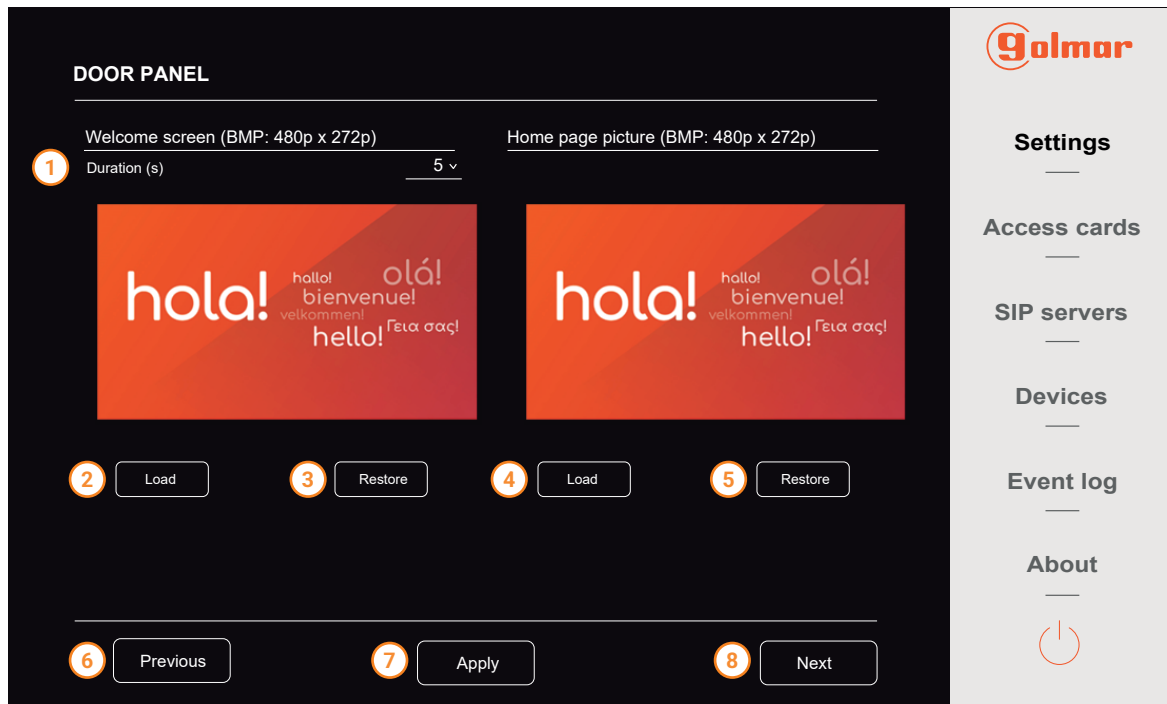 DOOR PANEL
Welcome screen (BMP: 480p x 272p)
1
Duration (s)
5
hola!
hallo!
olá!
bienvenue!
velkommen!
hello!
Γεια σας!
2
Load
3
Restore
Home page picture (BMP: 480p x 272p)
hola!
hallo!
olá!
bienvenue!
velkommen!
hello!
Γεια σας!
4
Load
5
Restore
6
Previous
7
Apply
8
Next
golmar
Settings
Access cards
SIP servers
Devices
Event log
About